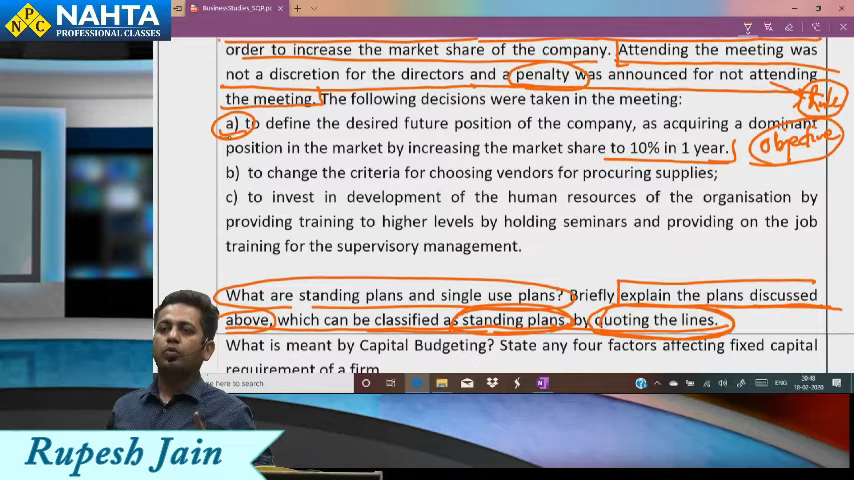 NPC
NAHTA
PROFESSIONAL CLASSES
BusinessStudies_SQP.pc
order to increase the market share of the company. Attending the meeting was
not a discretion for the directors and a penalty was announced for not attending
the meeting. The following decisions were taken in the meeting:
Rule
a) to define the desired future position of the company, as acquiring a dominant
position in the market by increasing the market share to 10% in 1 year.
Objective
b) to change the criteria for choosing vendors for procuring supplies;
c) to invest in development of the human resources of the organisation by
providing training to higher levels by holding seminars and providing on the job
training for the supervisory management.
What are standing plans and single use plans? Briefly explain the plans discussed
above, which can be classified as standing plans, by quoting the lines.
What is meant by Capital Budgeting? State any four factors affecting fixed capital
requirement of a firm
here to search
ENG
20:48
18-02-2020
Rupesh Jain